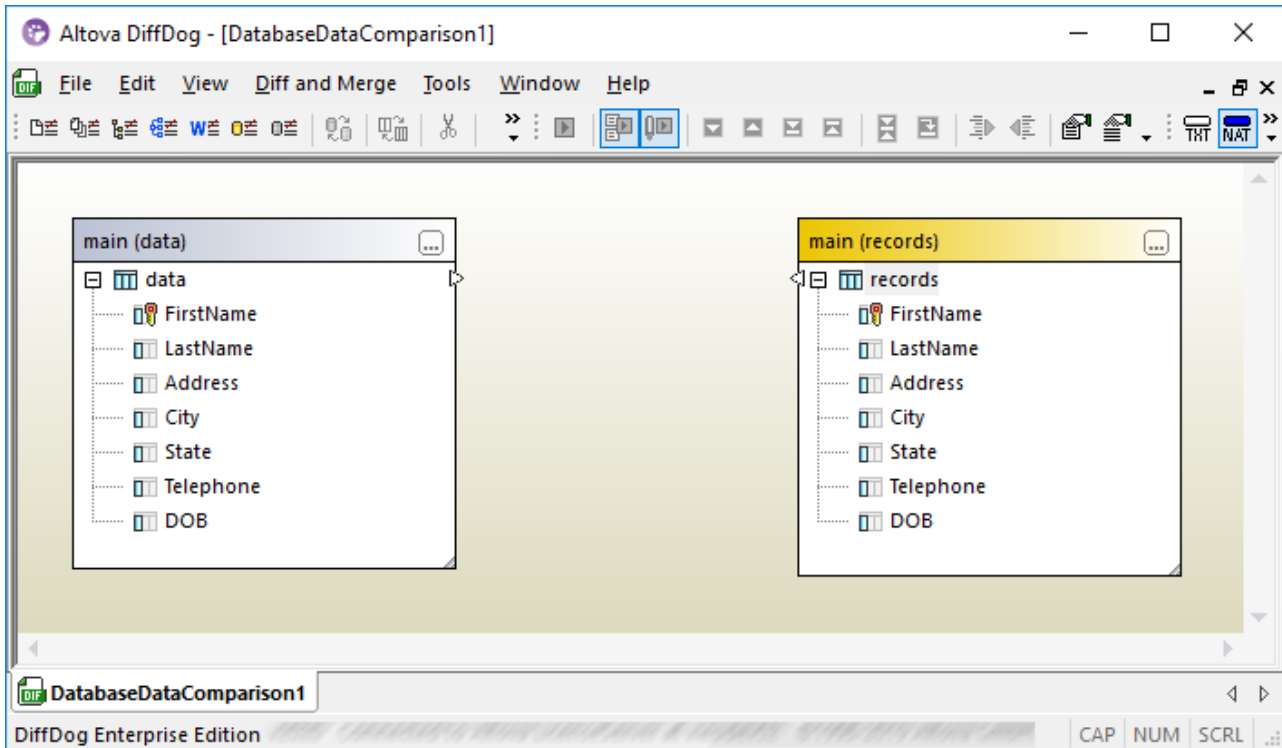 Altova DiffDog - [DatabaseDataComparison1]
DIF File Edit View Diff and Merge Tools Window Help
W TXT NAT
main (data) ...
data
FirstName
LastName
Address
City
State
Telephone
DOB
main (records) ...
records
FirstName
LastName
Address
City
State
Telephone
DOB
DIF DatabaseDataComparison1
DiffDog Enterprise Edition CAP NUM SCRL